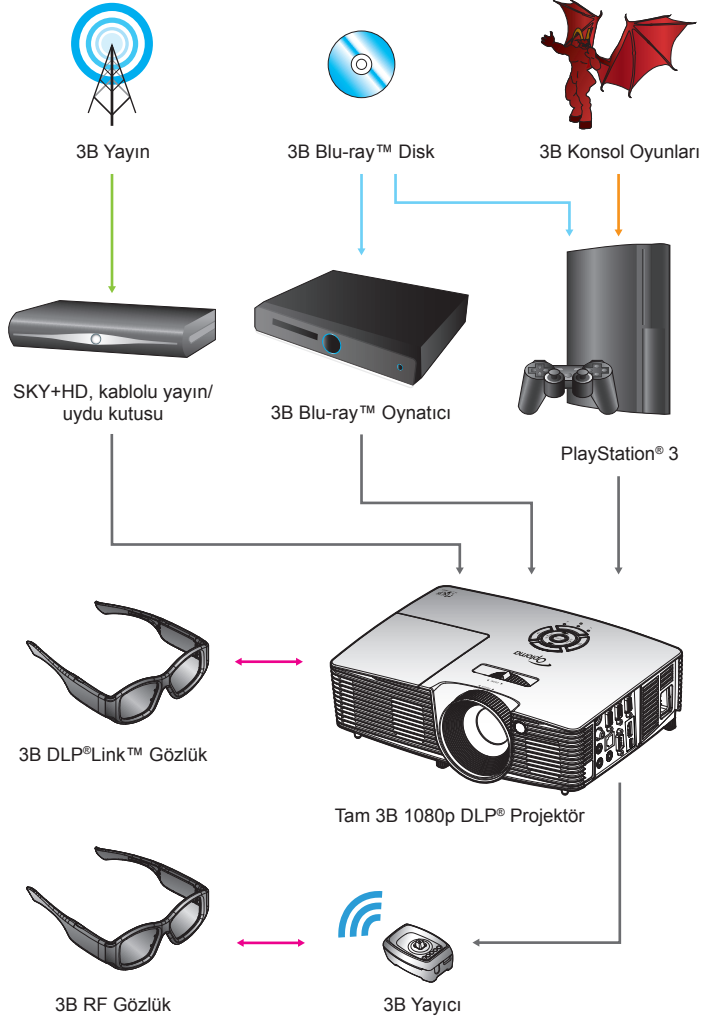 3B Yayın
3B Blu-ray™ Disk
3B Konsol Oyunları
SKY+HD, kablolu yayın/
uydu kutusu
3B Blu-ray™ Oynatıcı
PlayStation® 3
Optoma
3B DLP®Link™ Gözlük
Tam 3B 1080p DLP® Projektör
3B RF Gözlük
3B Yayıcı